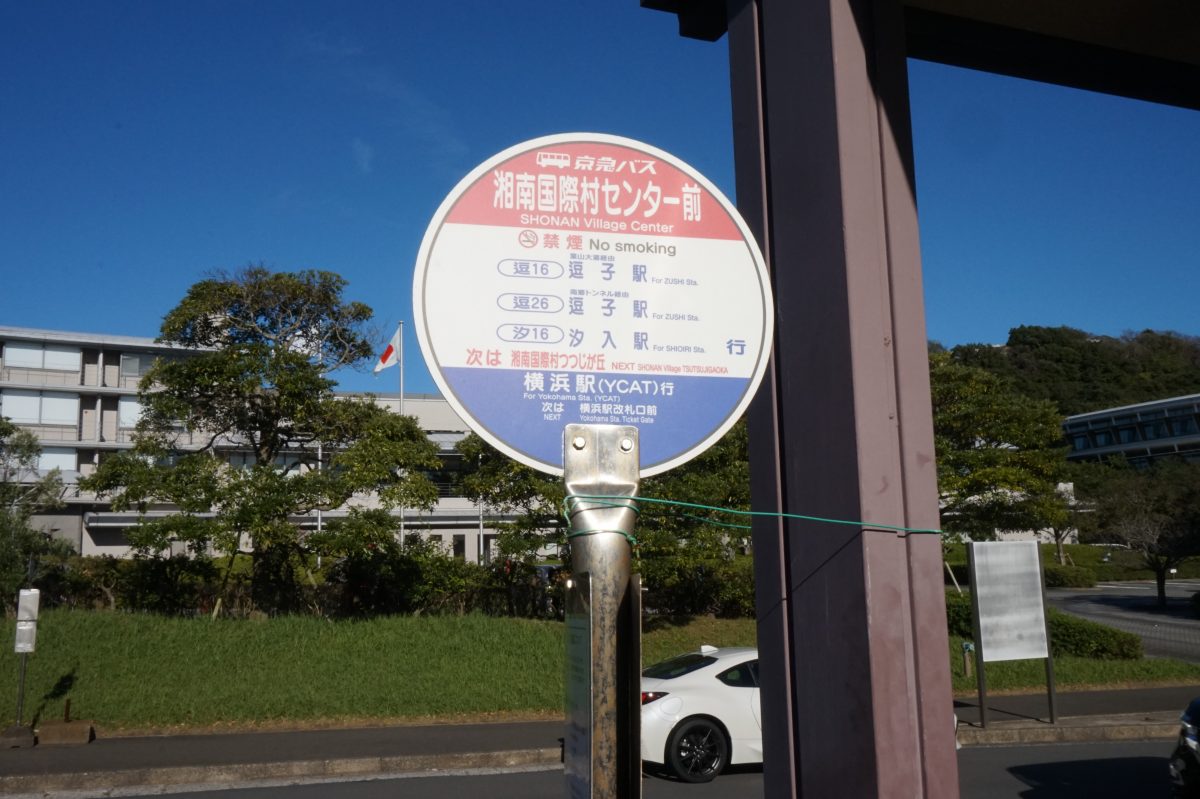 京急バス
湘南国際村センター前
SHONAN Village Center
禁煙 No smoking
葉山大道経由
逗16 逗子駅 For ZUSHI Sta.
南郷トンネル経由
逗26 逗子駅 For ZUSHI Sta.
汐16 汐入駅 For SHIOIRI Sta. 行
次は 湘南国際村つつじが丘 NEXT SHONAN Village TSUTSUJIGAOKA
横浜駅(YCAT)行
For Yokohama Sta. (YCAT)
次は 横浜駅改札口前
NEXT Yokohama Sta. Ticket Gate